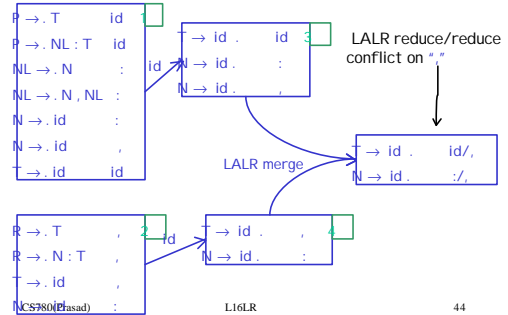 P → . T id
P → . NL : T id
NL → . N :
NL → . N , NL :
N → . id :
N → . id ,
T → . id id
1
id
T → id . id
N → id . :
N → id . ,
3
LALR reduce/reduce
conflict on “,”
LALR merge
T → id . id/,
N → id . :/,
R → . T ,
R → . N : T ,
T → . id ,
N → . id :
2
id
T → id . ,
N → id . :
4
CS780(Prasad)
L16LR
44